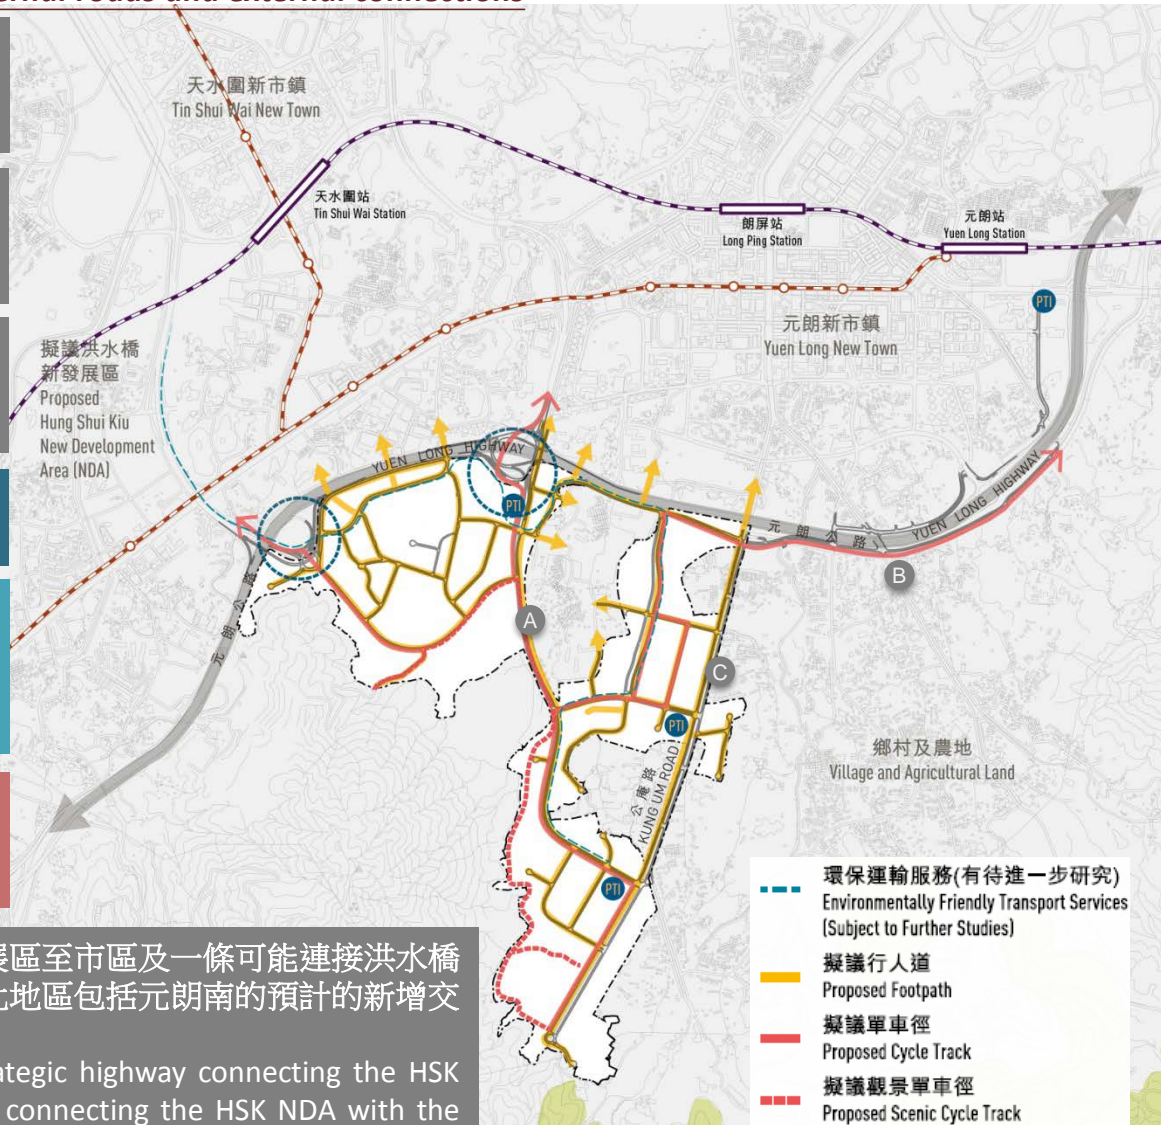 ernal roads and external connections
天水圍新市鎮
Tin Shui Wai New Town
天水圍站
Tin Shui Wai Station
朗屏站
Long Ping Station
元朗站
Yuen Long Station
PTI
元朗新市鎮
Yuen Long New Town
擬議洪水橋
新發展區
Proposed
Hung Shui Kiu
New Development
Area (NDA)
YUEN LONG HIGHWAY
PTI
元朗公路
YUEN LONG HIGHWAY
B
元朗公路
A
C
PTI
鄉村及農地
Village and Agricultural Land
公庵路
KUNG UM ROAD
PTI
環保運輸服務(有待進一步研究)
Environmentally Friendly Transport Services
(Subject to Further Studies)
擬議行人道
Proposed Footpath
擬議單車徑
Proposed Cycle Track
擬議觀景單車徑
Proposed Scenic Cycle Track
展區至市區及一條可能連接洪水橋
地區包括元朗南的預計的新增交
ategic highway connecting the HSK
connecting the HSK NDA with the